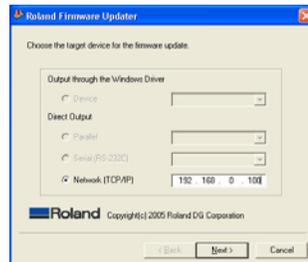 Roland Firmware Updater
Choose the target device for the firmware update.
Output through the Windows Driver
Device
Direct Output
Parallel
Serial (RS-232C)
Network (TCP/IP) 192 . 168 . 0 . 100
Roland Copyright(c) 2005 Roland DG Corporation
< Back Next > Cancel